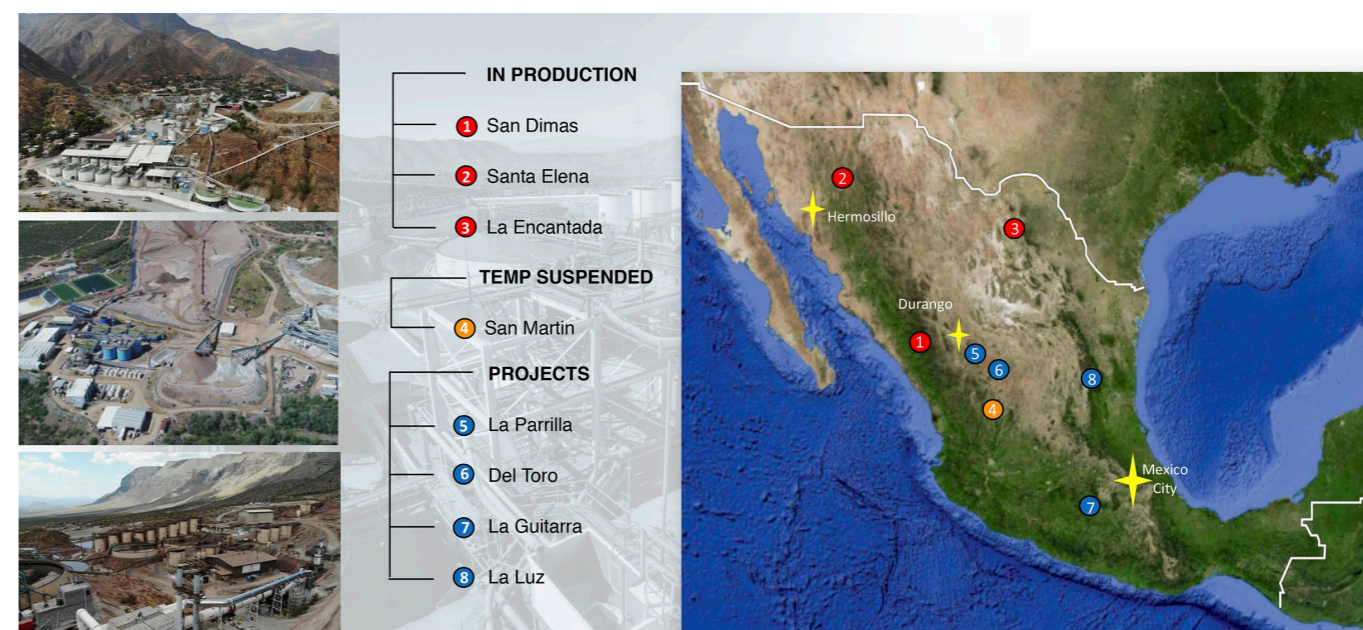 IN PRODUCTION
1 San Dimas
2 Santa Elena
3 La Encantada
TEMP SUSPENDED
4 San Martin
PROJECTS
5 La Parrilla
6 Del Toro
7 La Guitarra
8 La Luz
2
Hermosillo
3
Durango
1
5
6
8
4
Mexico
City
7